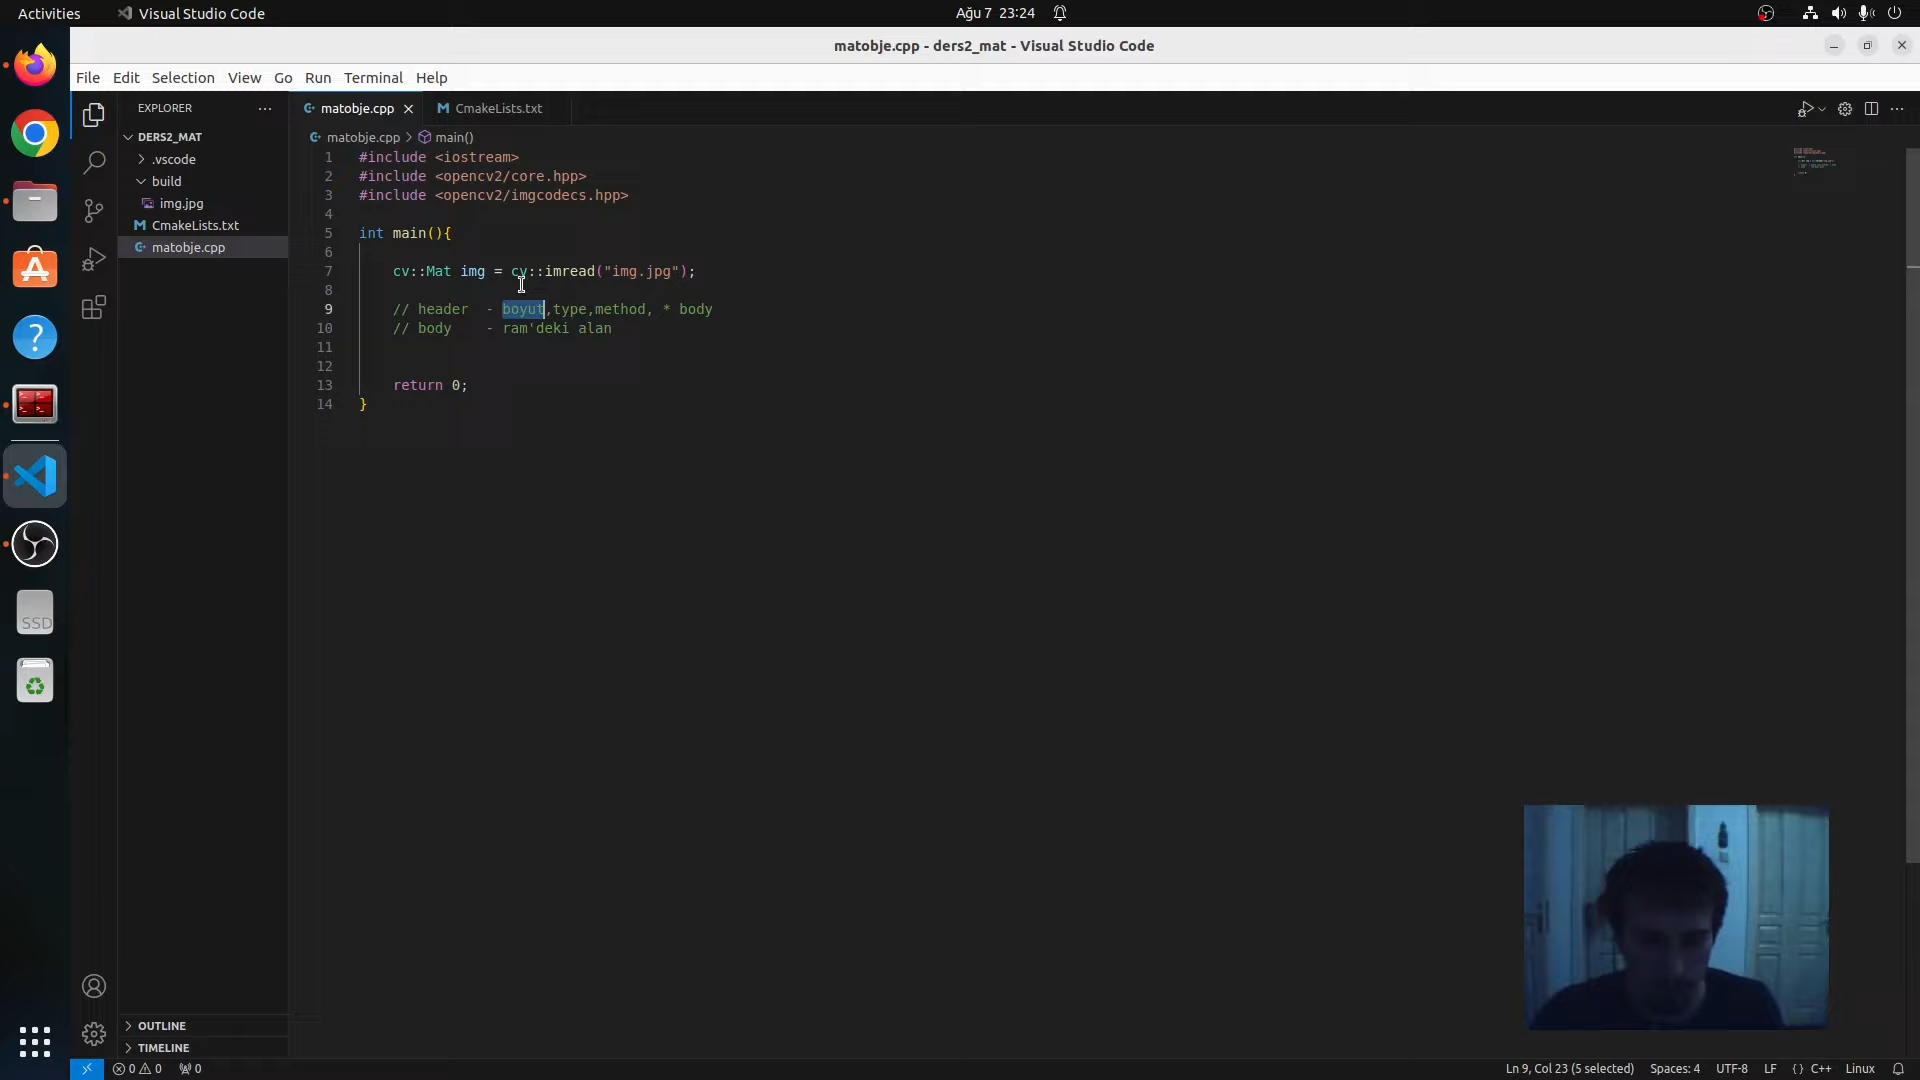 Activities Visual Studio Code Ağu 7 23:24
matobje.cpp - ders2_mat - Visual Studio Code
File Edit Selection View Go Run Terminal Help
EXPLORER
DERS2_MAT
.vscode
build
img.jpg
CmakeLists.txt
matobje.cpp
OUTLINE
TIMELINE
SSD
matobje.cpp CmakeLists.txt
matobje.cpp > main()
1 #include <iostream>
2 #include <opencv2/core.hpp>
3 #include <opencv2/imgcodecs.hpp>
4
5 int main(){
6
7 cv::Mat img = cv::imread("img.jpg");
8
9 // header - boyut,type,method, * body
10 // body - ram'deki alan
11
12
13 return 0;
14 }
0 0 0 Ln 9, Col 23 (5 selected) Spaces: 4 UTF-8 LF {} C++ Linux